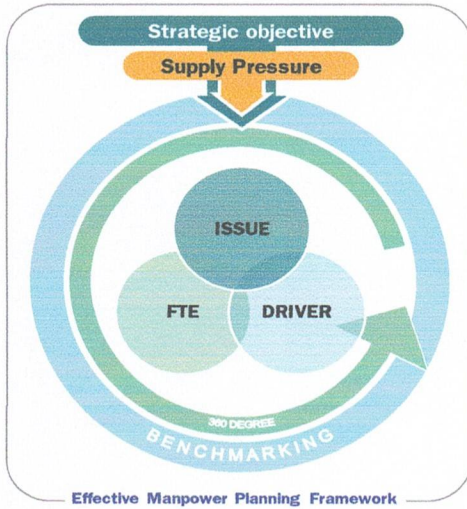 Strategic objective
Supply Pressure
ISSUE
FTE DRIVER
360 DEGREE
BENCHMARKING
Effective Manpower Planning Framework